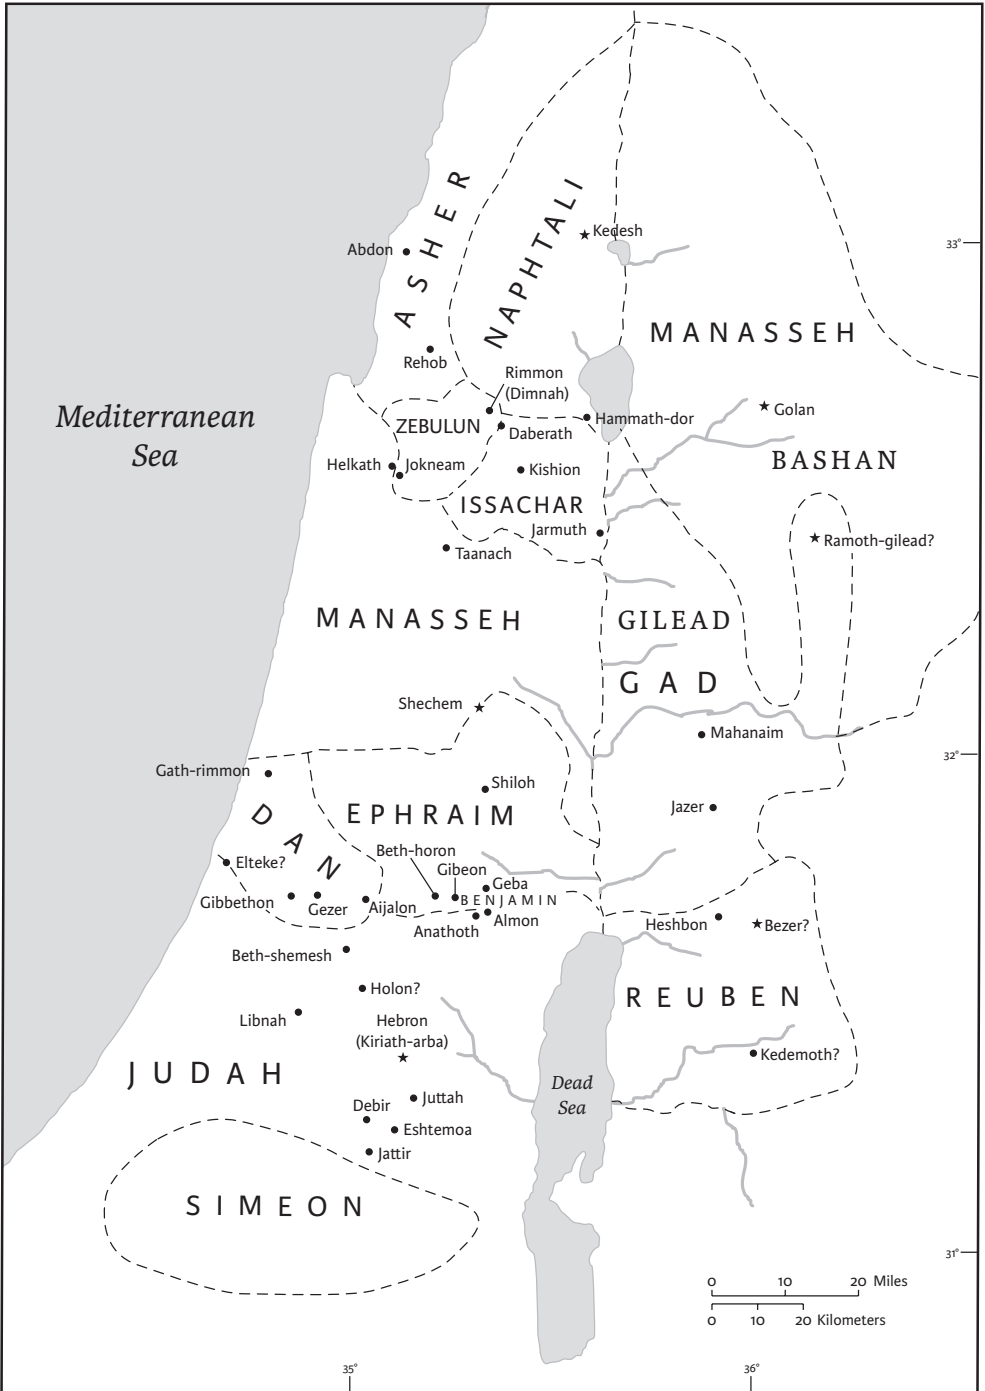 ASHER
NAPHTALI
Kedesh
33°
Abdon
MANASSEH
Rehob
Rimmon
(Dimnah)
Mediterranean
Sea
Golan
ZEBULUN
Hammath-dor
Daberath
BASHAN
Helkath
Jokneam
Kishion
ISSACHAR
Jarmuth
Ramoth-gilead?
Taanach
MANASSEH
GILEAD
GAD
Shechem
Mahanaim
32°
Gath-rimmon
Shiloh
DAN
EPHRAIM
Jazer
Beth-horon
Elteke?
Gibeon
Geba
BENJAMIN
Gibbethon
Gezer
Aijalon
Almon
Anathoth
Heshbon
Bezer?
Beth-shemesh
Holon?
REUBEN
Libnah
Hebron
(Kiriath-arba)
Kedemoth?
JUDAH
Dead
Sea
Juttah
Debir
Eshtemoa
Jattir
SIMEON
31°
0 10 20 Miles
0 10 20 Kilometers
35°
36°